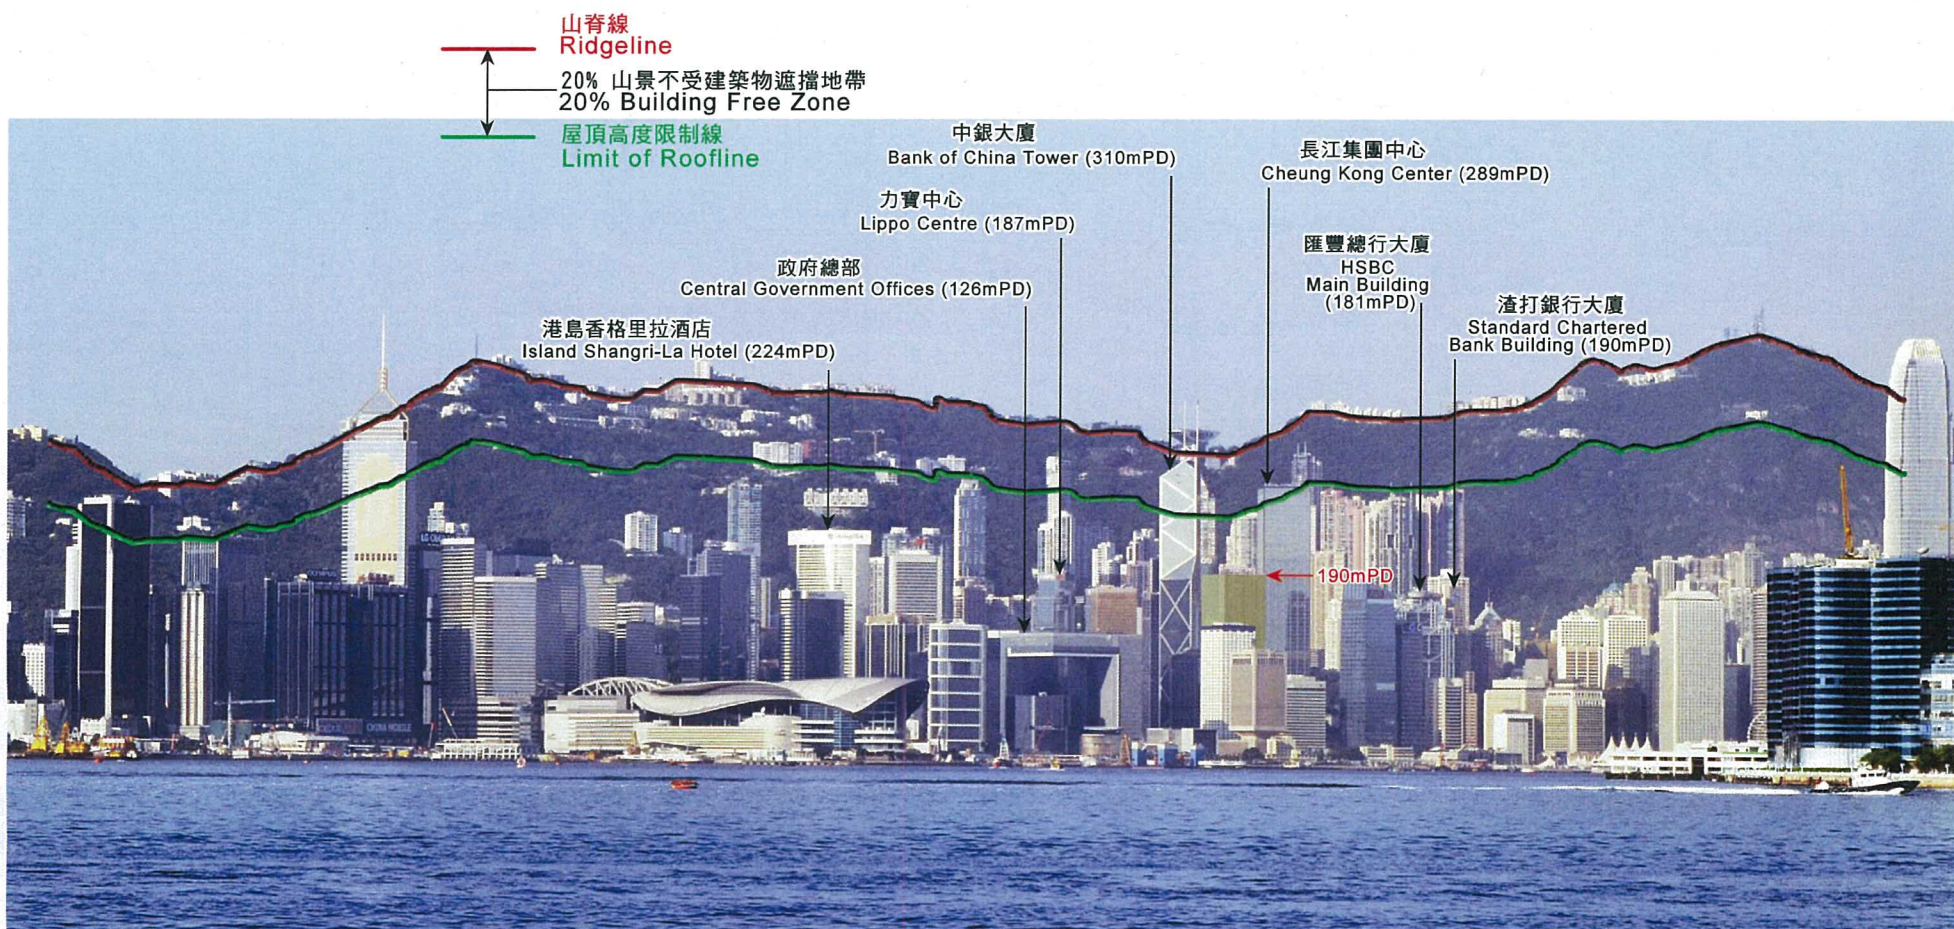 山脊線
Ridgeline
20% 山景不受建築物遮擋地帶
20% Building Free Zone
屋頂高度限制線
Limit of Roofline
中銀大廈
Bank of China Tower (310mPD)
長江集團中心
Cheung Kong Center (289mPD)
力寶中心
Lippo Centre (187mPD)
匯豐總行大廈
HSBC
Main Building
(181mPD)
政府總部
Central Government Offices (126mPD)
渣打銀行大廈
Standard Chartered
Bank Building (190mPD)
港島香格里拉酒店
Island Shangri-La Hotel (224mPD)
190mPD
OLYMPUS
CHINA MOBILE